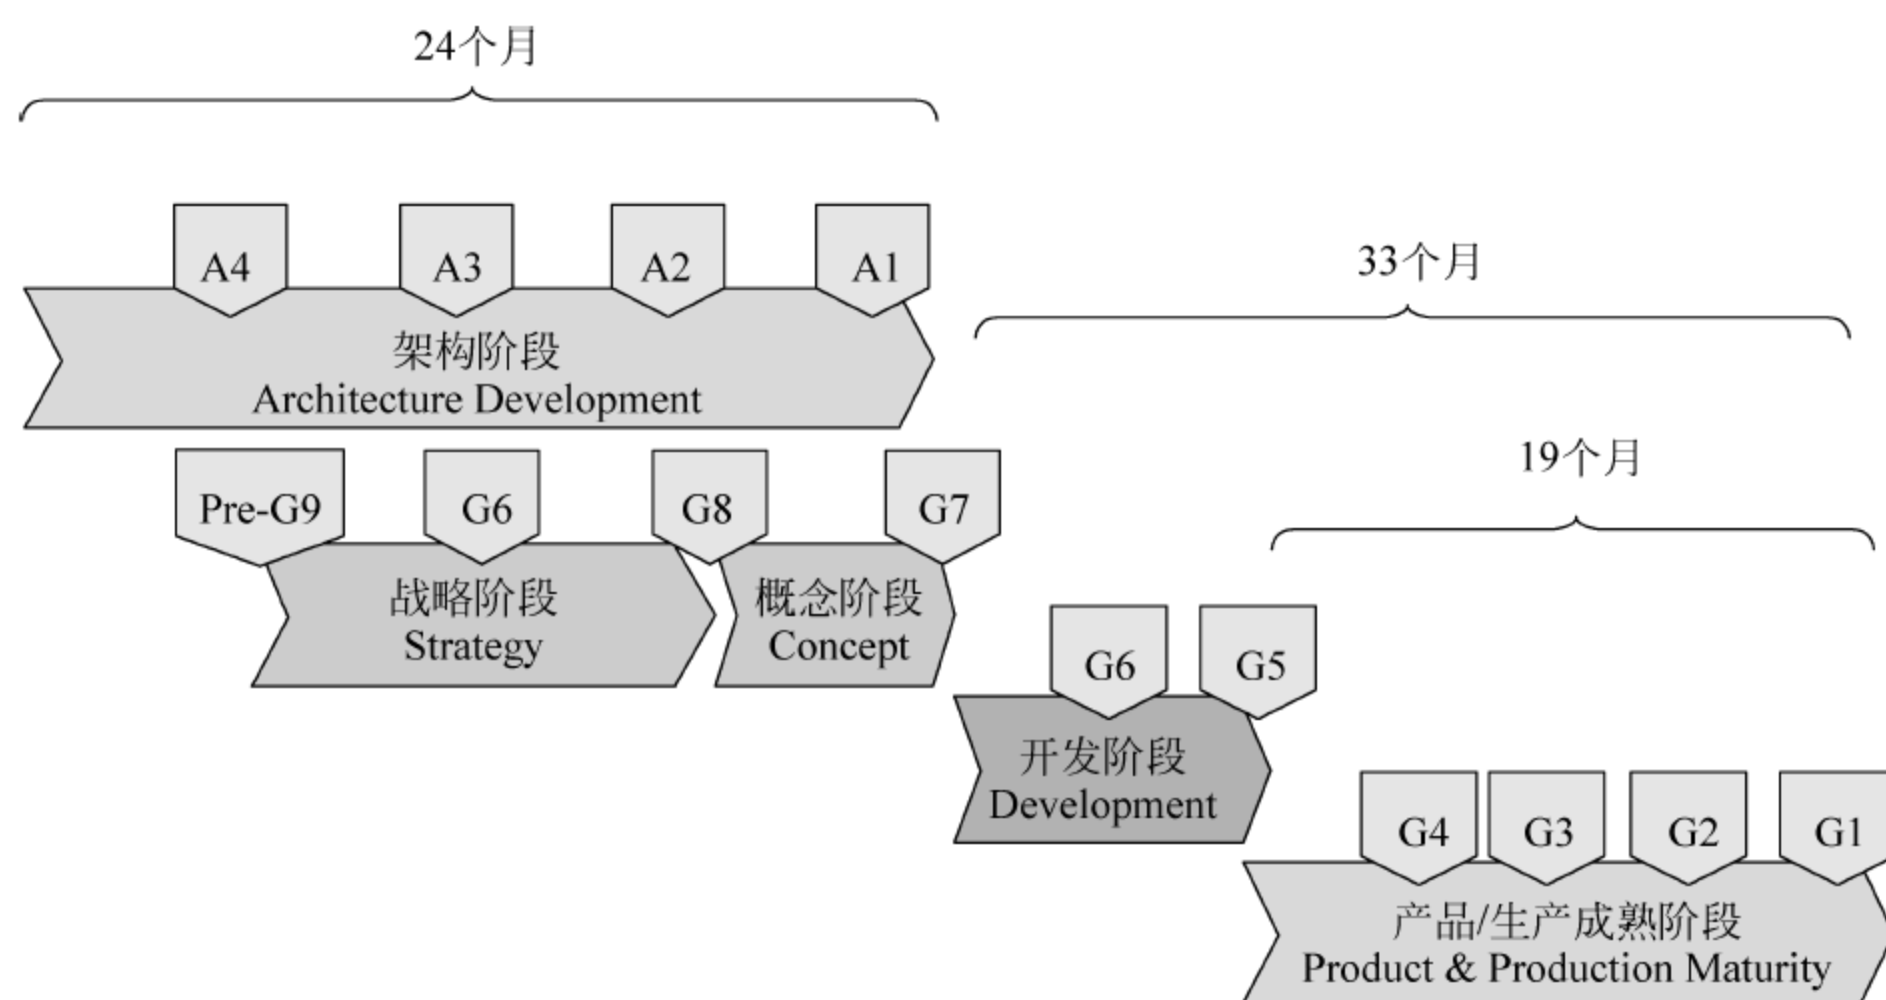 24个月
A4
A3
A2
A1
架构阶段
Architecture Development
33个月
Pre-G9
G6
G8
G7
战略阶段
Strategy
概念阶段
Concept
19个月
G6
G5
开发阶段
Development
G4
G3
G2
G1
产品/生产成熟阶段
Product & Production Maturity